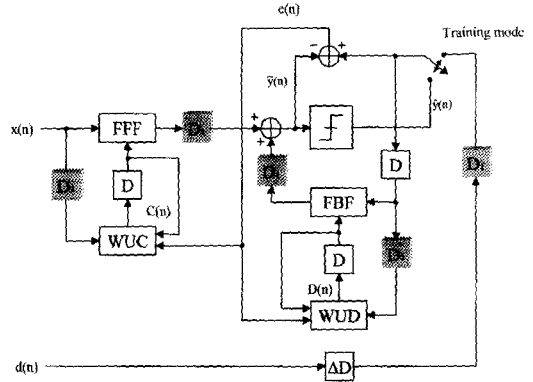 e(n)
Training mode
− +
ỹ(n)
ŷ(n)
x(n)
FFF
+
+
D
D
FBF
C(n)
WUC
D
D(n)
WUD
d(n)
ΔD